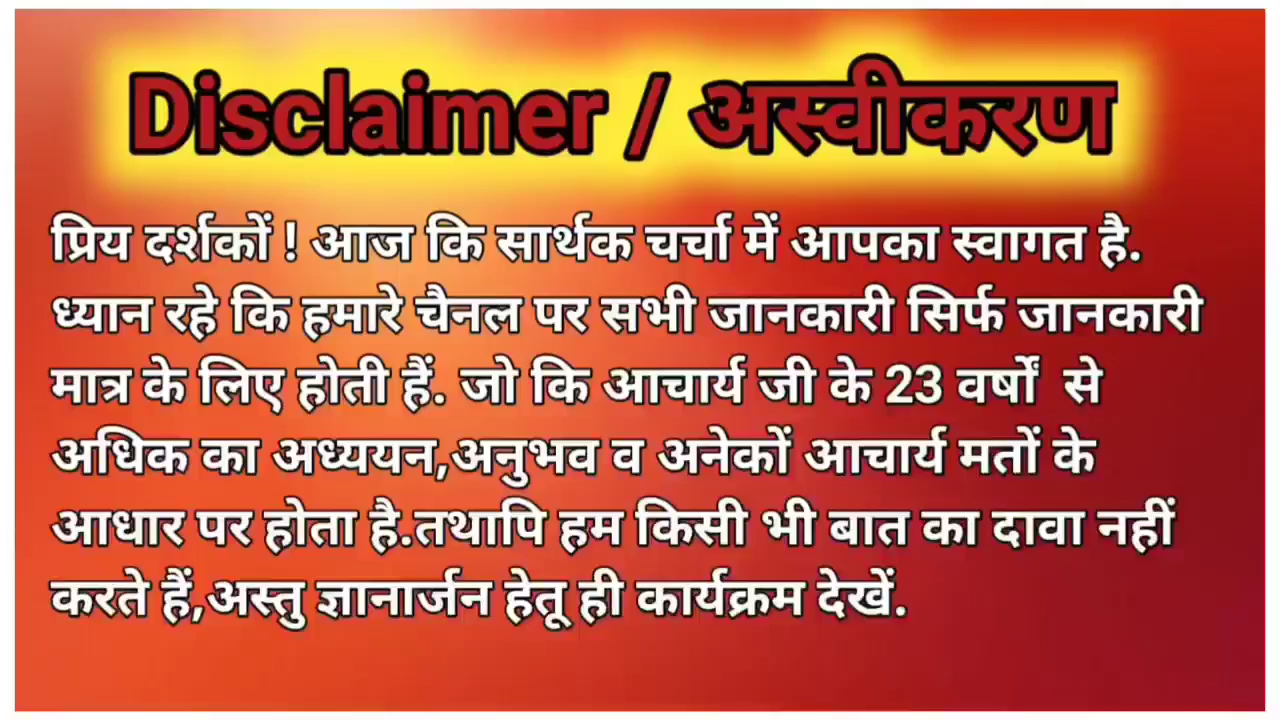 Disclaimer / अस्वीकरण
प्रिय दर्शकों ! आज कि सार्थक चर्चा में आपका स्वागत है.
ध्यान रहे कि हमारे चैनल पर सभी जानकारी सिर्फ जानकारी
मात्र के लिए होती हैं. जो कि आचार्य जी के 23 वर्षों से
अधिक का अध्ययन,अनुभव व अनेकों आचार्य मतों के
आधार पर होता है.तथापि हम किसी भी बात का दावा नहीं
करते हैं,अस्तु ज्ञानार्जन हेतू ही कार्यक्रम देखें.